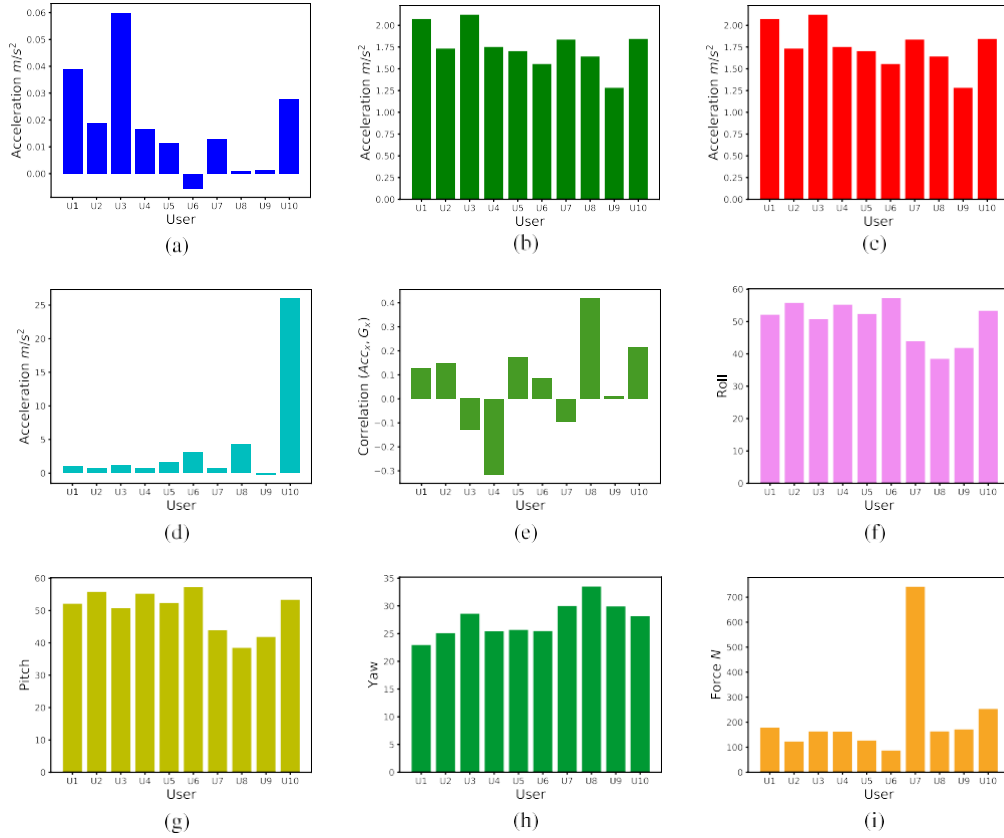 0.06
0.05
0.04
0.03
0.02
0.01
0.00
Acceleration m/s²
U1 U2 U3 U4 U5 U6 U7 U8 U9 U10
User
(a)
2.00
1.75
1.50
1.25
1.00
0.75
0.50
0.25
0.00
Acceleration m/s²
U1 U2 U3 U4 U5 U6 U7 U8 U9 U10
User
(b)
2.00
1.75
1.50
1.25
1.00
0.75
0.50
0.25
0.00
Acceleration m/s²
U1 U2 U3 U4 U5 U6 U7 U8 U9 U10
User
(c)
25
20
15
10
5
0
Acceleration m/s²
U1 U2 U3 U4 U5 U6 U7 U8 U9 U10
User
(d)
0.4
0.3
0.2
0.1
0.0
−0.1
−0.2
−0.3
Correlation (Accₓ, Gₓ)
U1 U2 U3 U4 U5 U6 U7 U8 U9 U10
User
(e)
60
50
40
30
20
10
0
Roll
U1 U2 U3 U4 U5 U6 U7 U8 U9 U10
User
(f)
60
50
40
30
20
10
0
Pitch
U1 U2 U3 U4 U5 U6 U7 U8 U9 U10
User
(g)
35
30
25
20
15
10
5
0
Yaw
U1 U2 U3 U4 U5 U6 U7 U8 U9 U10
User
(h)
700
600
500
400
300
200
100
0
Force N
U1 U2 U3 U4 U5 U6 U7 U8 U9 U10
User
(i)